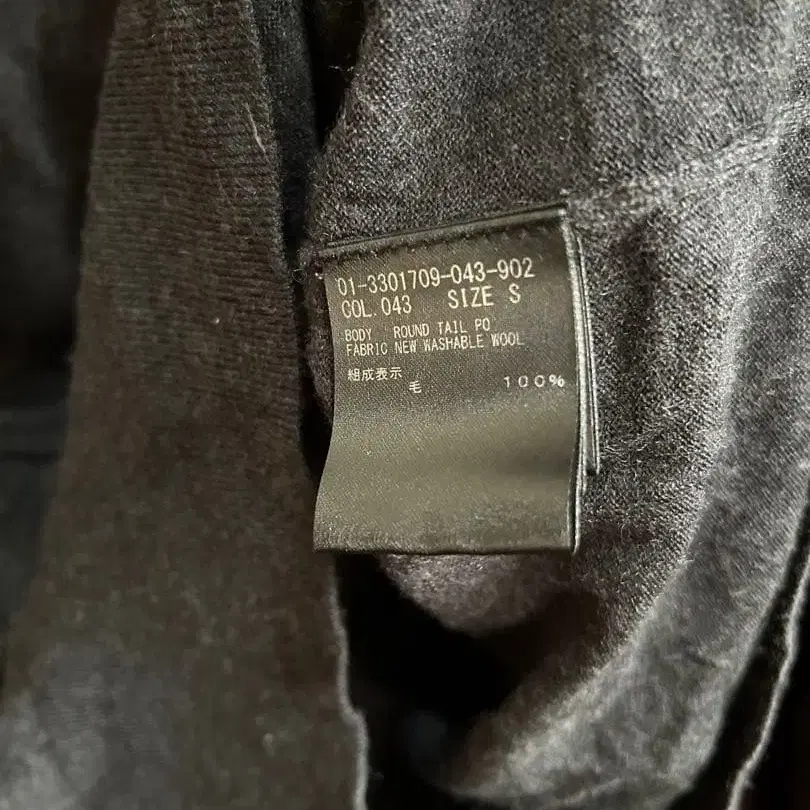 01-3301709-043-902
COL.043 SIZE S
BODY ROUND TAIL PO
FABRIC NEW WASHABLE WOOL
組成表示
毛 100%